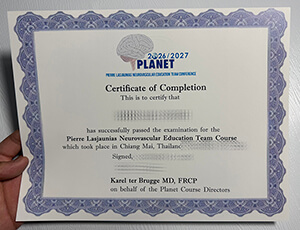 2026/2027
PLANET
PIERRE LASJAUNIAS NEUROVASCULAR EDUCATION TEAM CONFERENCE
Certificate of Completion
This is to certify that
has successfully passed the examination for the
Pierre Lasjaunias Neurovascular Education Team Course
which took place in Chiang Mai, Thailand
Signed,
Karel ter Brugge MD, FRCP
on behalf of the Planet Course Directors